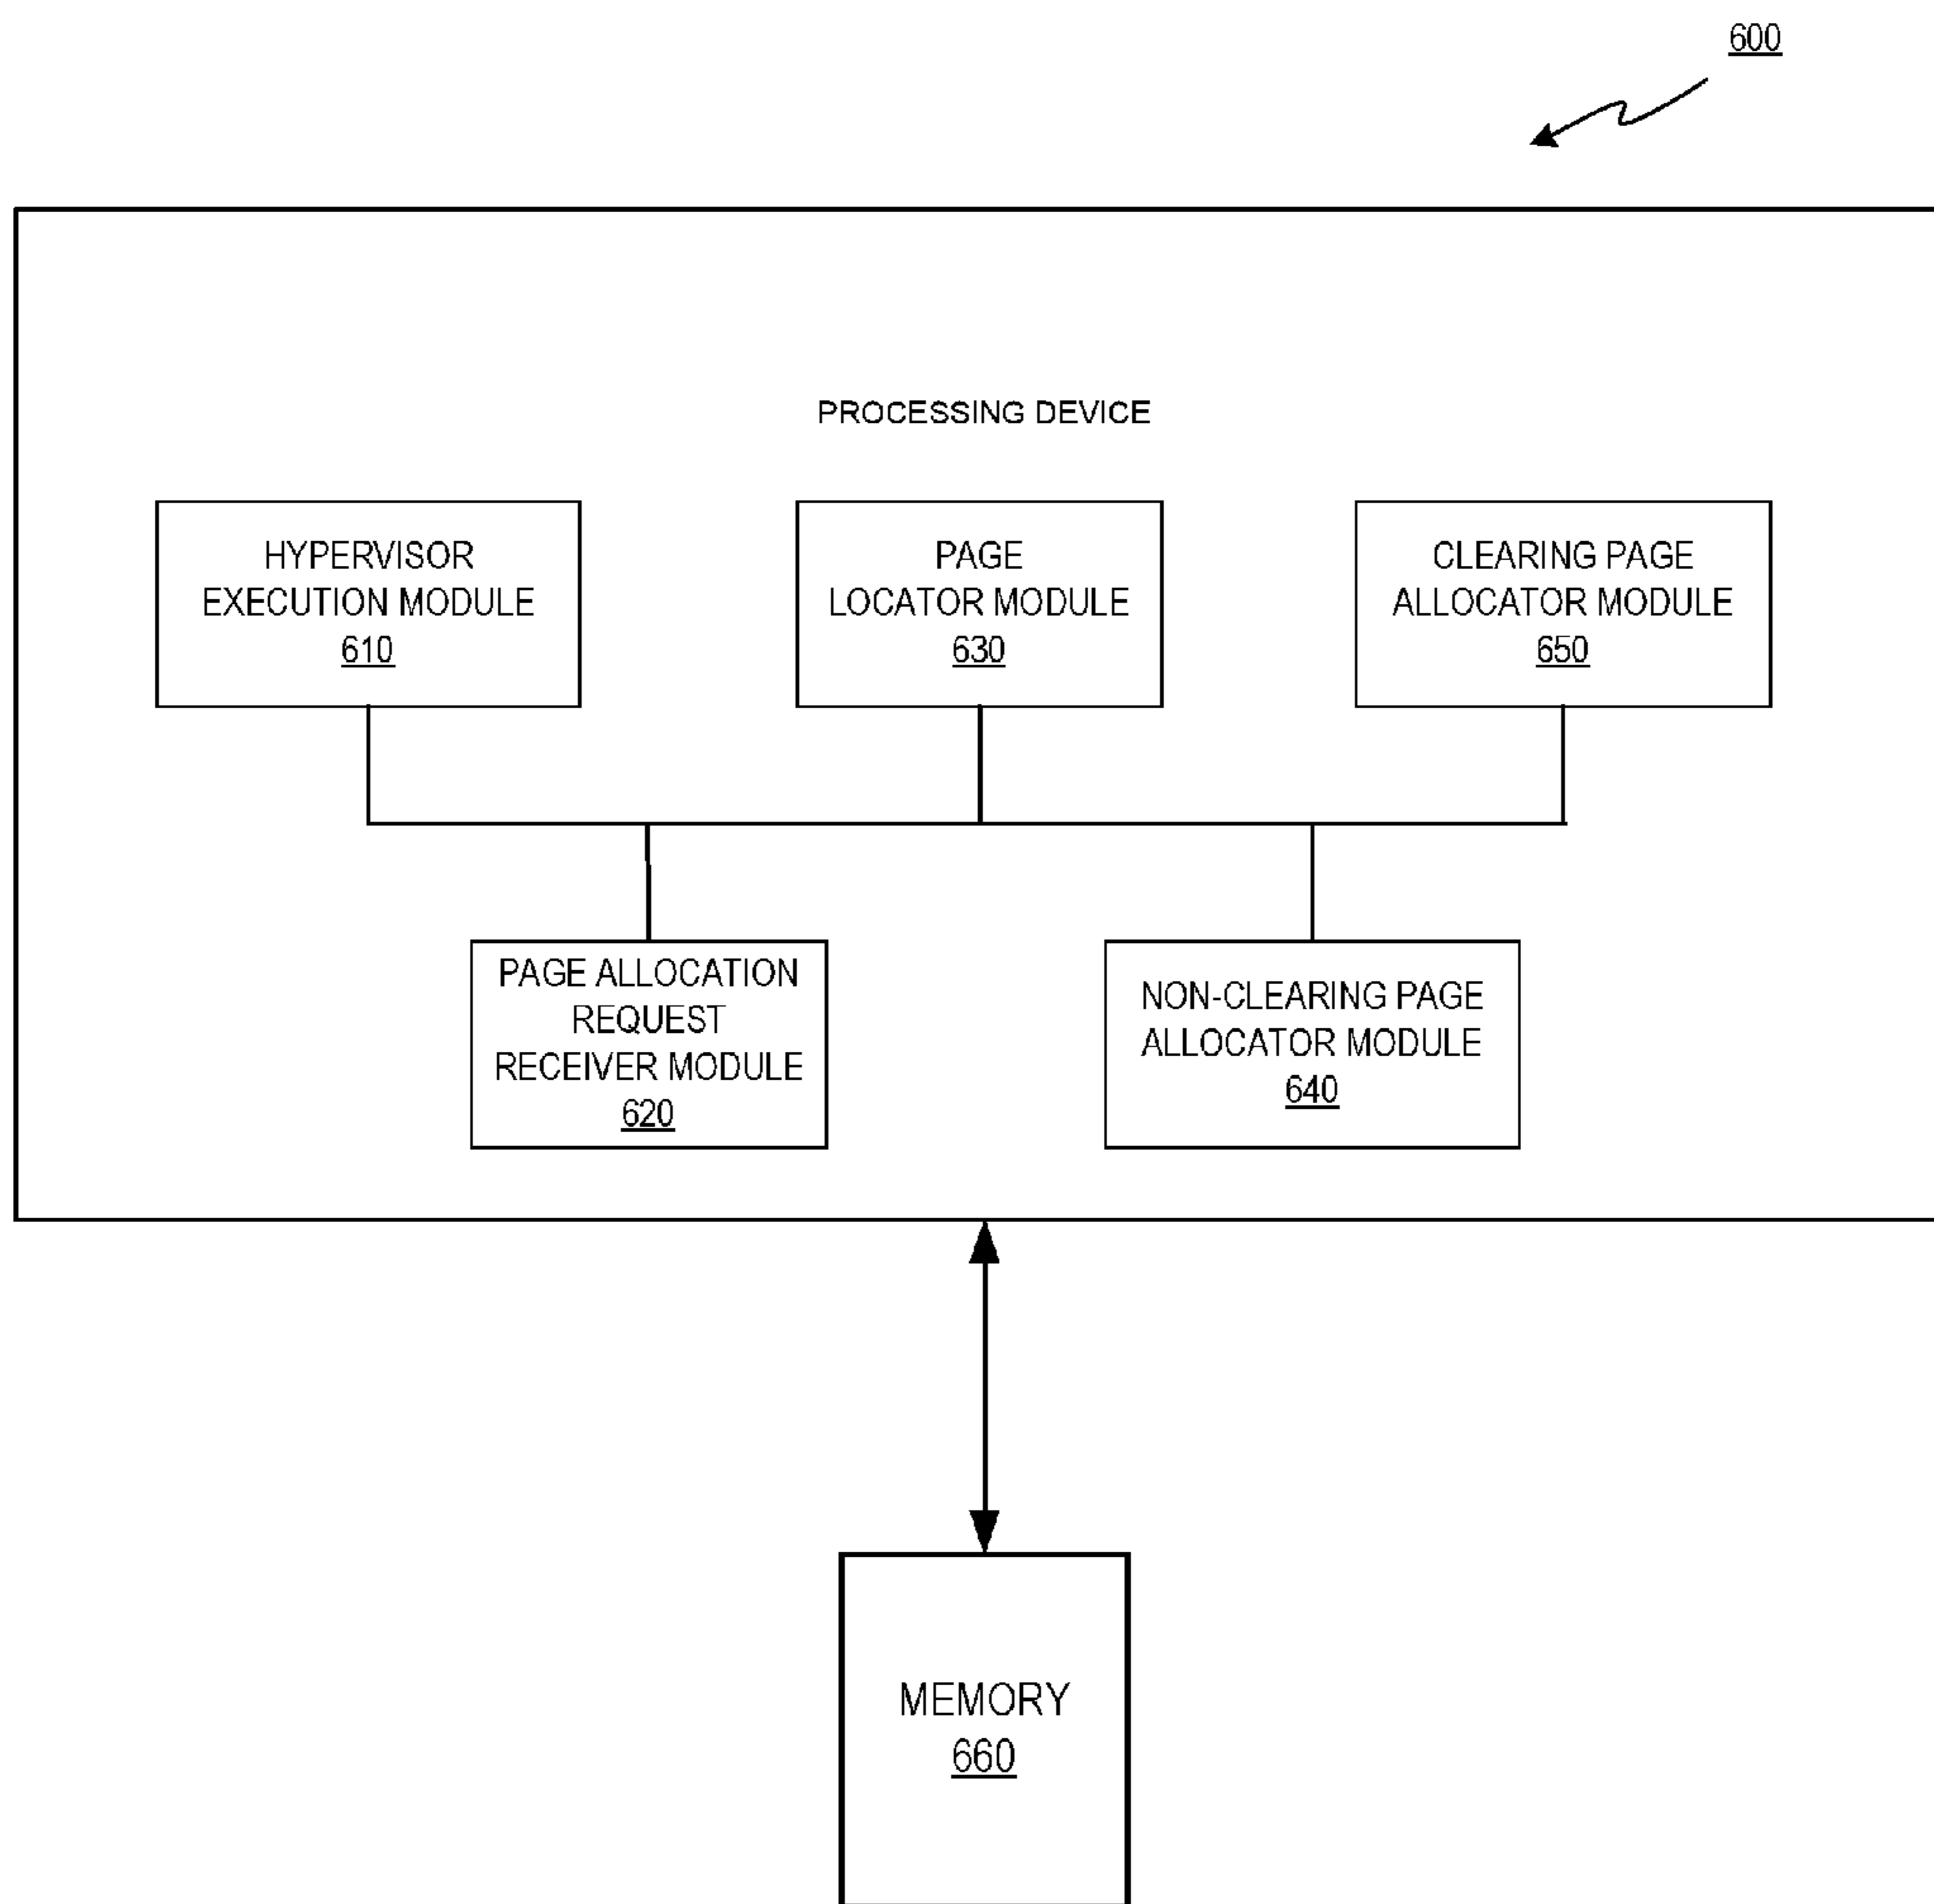 600
PROCESSING DEVICE
HYPERVISOR
EXECUTION MODULE
610
PAGE
LOCATOR MODULE
630
CLEARING PAGE
ALLOCATOR MODULE
650
PAGE ALLOCATION
REQUEST
RECEIVER MODULE
620
NON-CLEARING PAGE
ALLOCATOR MODULE
640
MEMORY
660